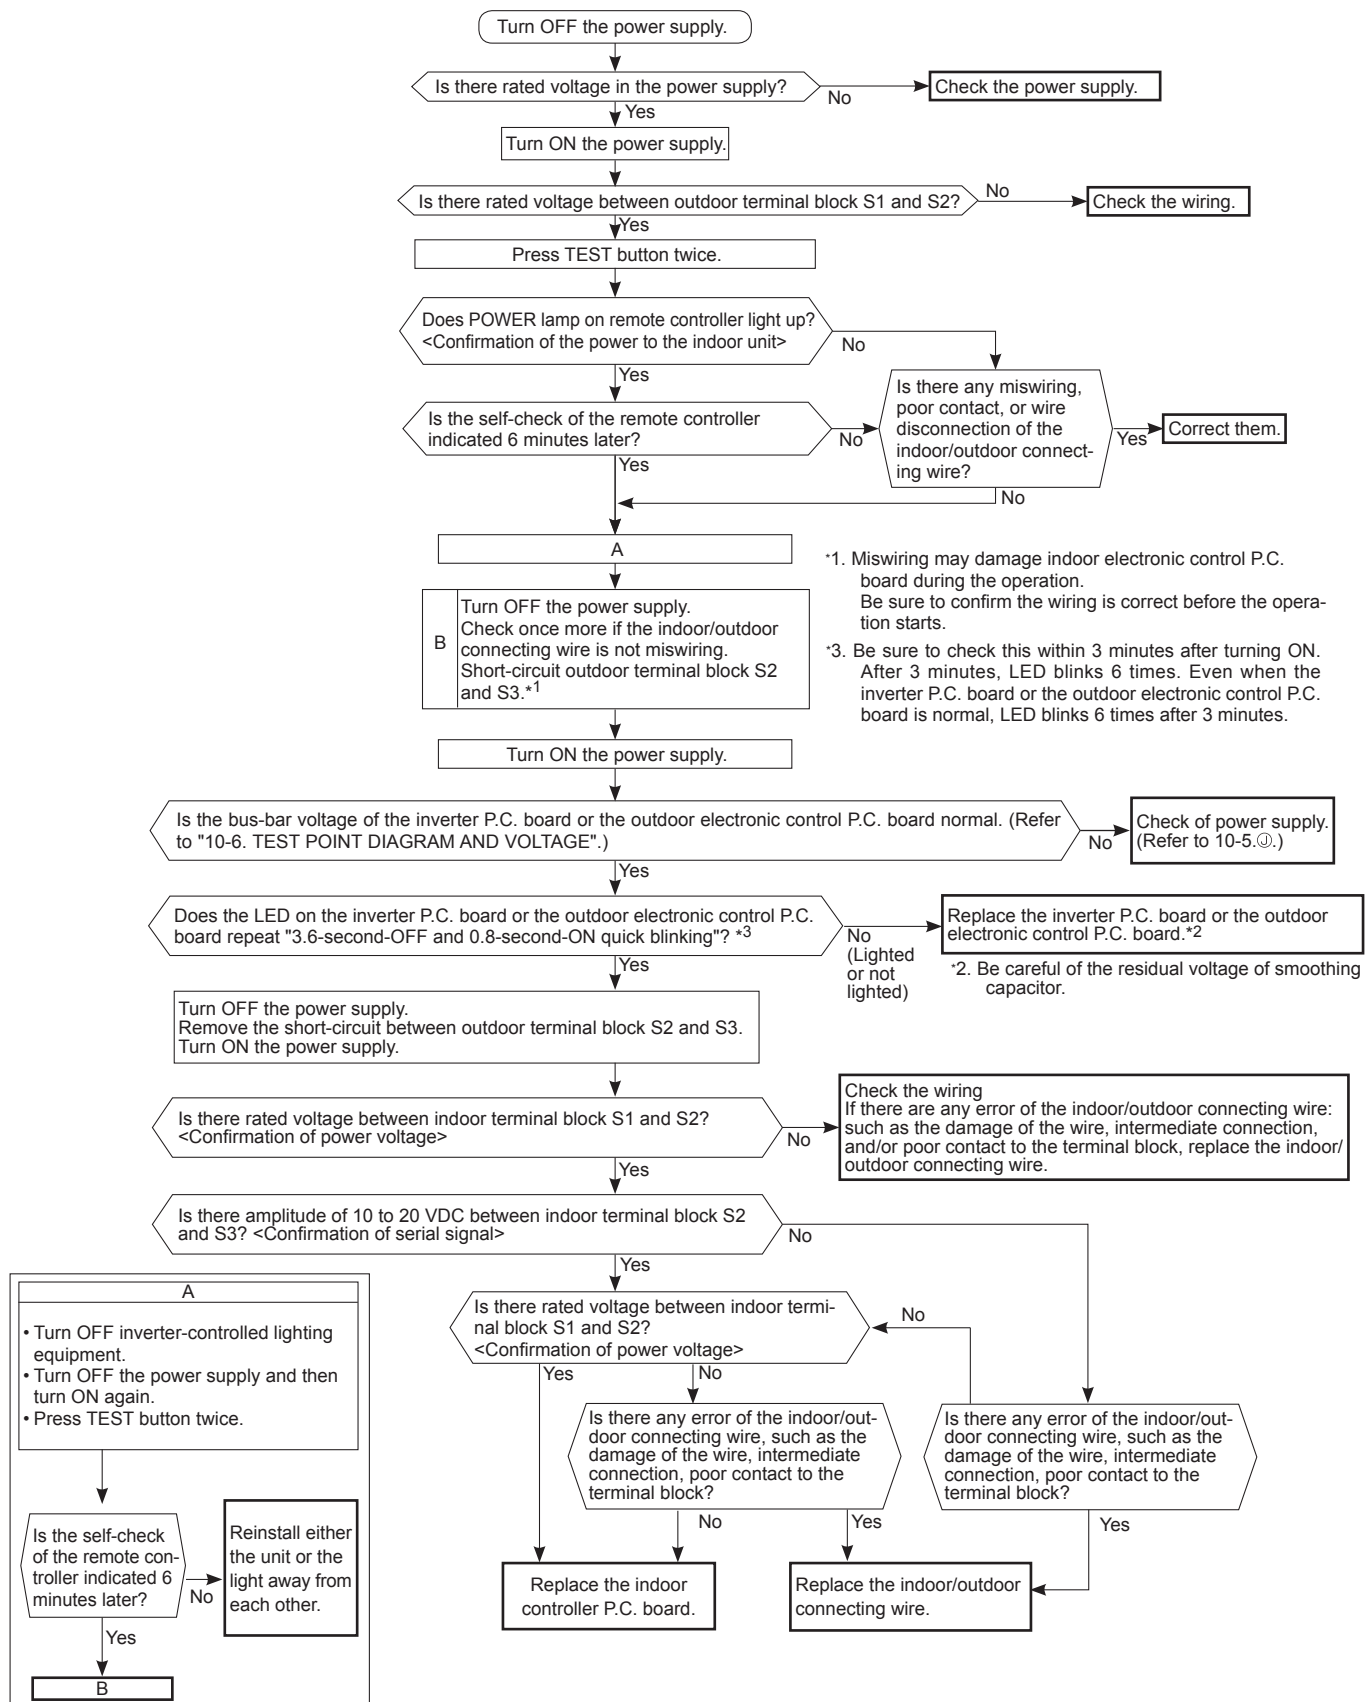 Turn OFF the power supply.
Is there rated voltage in the power supply?
No
Check the power supply.
Yes
Turn ON the power supply.
Is there rated voltage between outdoor terminal block S1 and S2?
No
Check the wiring.
Yes
Press TEST button twice.
Does POWER lamp on remote controller light up?
<Confirmation of the power to the indoor unit>
No
Yes
Is the self-check of the remote controller
indicated 6 minutes later?
No
Is there any miswiring,
poor contact, or wire
disconnection of the
indoor/outdoor connect-
ing wire?
Yes
Correct them.
Yes
No
A
B
Turn OFF the power supply.
Check once more if the indoor/outdoor
connecting wire is not miswiring.
Short-circuit outdoor terminal block S2
and S3.*1
*1. Miswiring may damage indoor electronic control P.C.
board during the operation.
Be sure to confirm the wiring is correct before the opera-
tion starts.
*3. Be sure to check this within 3 minutes after turning ON.
After 3 minutes, LED blinks 6 times. Even when the
inverter P.C. board or the outdoor electronic control P.C.
board is normal, LED blinks 6 times after 3 minutes.
Turn ON the power supply.
Is the bus-bar voltage of the inverter P.C. board or the outdoor electronic control P.C. board normal. (Refer
to "10-6. TEST POINT DIAGRAM AND VOLTAGE".)
No
Check of power supply.
(Refer to 10-5.Ⓙ.)
Yes
Does the LED on the inverter P.C. board or the outdoor electronic control P.C.
board repeat "3.6-second-OFF and 0.8-second-ON quick blinking"? *3
No
(Lighted
or not
lighted)
Replace the inverter P.C. board or the outdoor
electronic control P.C. board.*2
*2. Be careful of the residual voltage of smoothing
capacitor.
Yes
Turn OFF the power supply.
Remove the short-circuit between outdoor terminal block S2 and S3.
Turn ON the power supply.
Is there rated voltage between indoor terminal block S1 and S2?
<Confirmation of power voltage>
No
Check the wiring
If there are any error of the indoor/outdoor connecting wire:
such as the damage of the wire, intermediate connection,
and/or poor contact to the terminal block, replace the indoor/
outdoor connecting wire.
Yes
Is there amplitude of 10 to 20 VDC between indoor terminal block S2
and S3? <Confirmation of serial signal>
No
Yes
Is there rated voltage between indoor termi-
nal block S1 and S2?
<Confirmation of power voltage>
No
Yes
No
Is there any error of the indoor/out-
door connecting wire, such as the
damage of the wire, intermediate
connection, poor contact to the
terminal block?
Is there any error of the indoor/out-
door connecting wire, such as the
damage of the wire, intermediate
connection, poor contact to the
terminal block?
No
Yes
Yes
Replace the indoor
controller P.C. board.
Replace the indoor/outdoor
connecting wire.
A
• Turn OFF inverter-controlled lighting
equipment.
• Turn OFF the power supply and then
turn ON again.
• Press TEST button twice.
Is the self-check
of the remote con-
troller indicated 6
minutes later?
No
Reinstall either
the unit or the
light away from
each other.
Yes
B